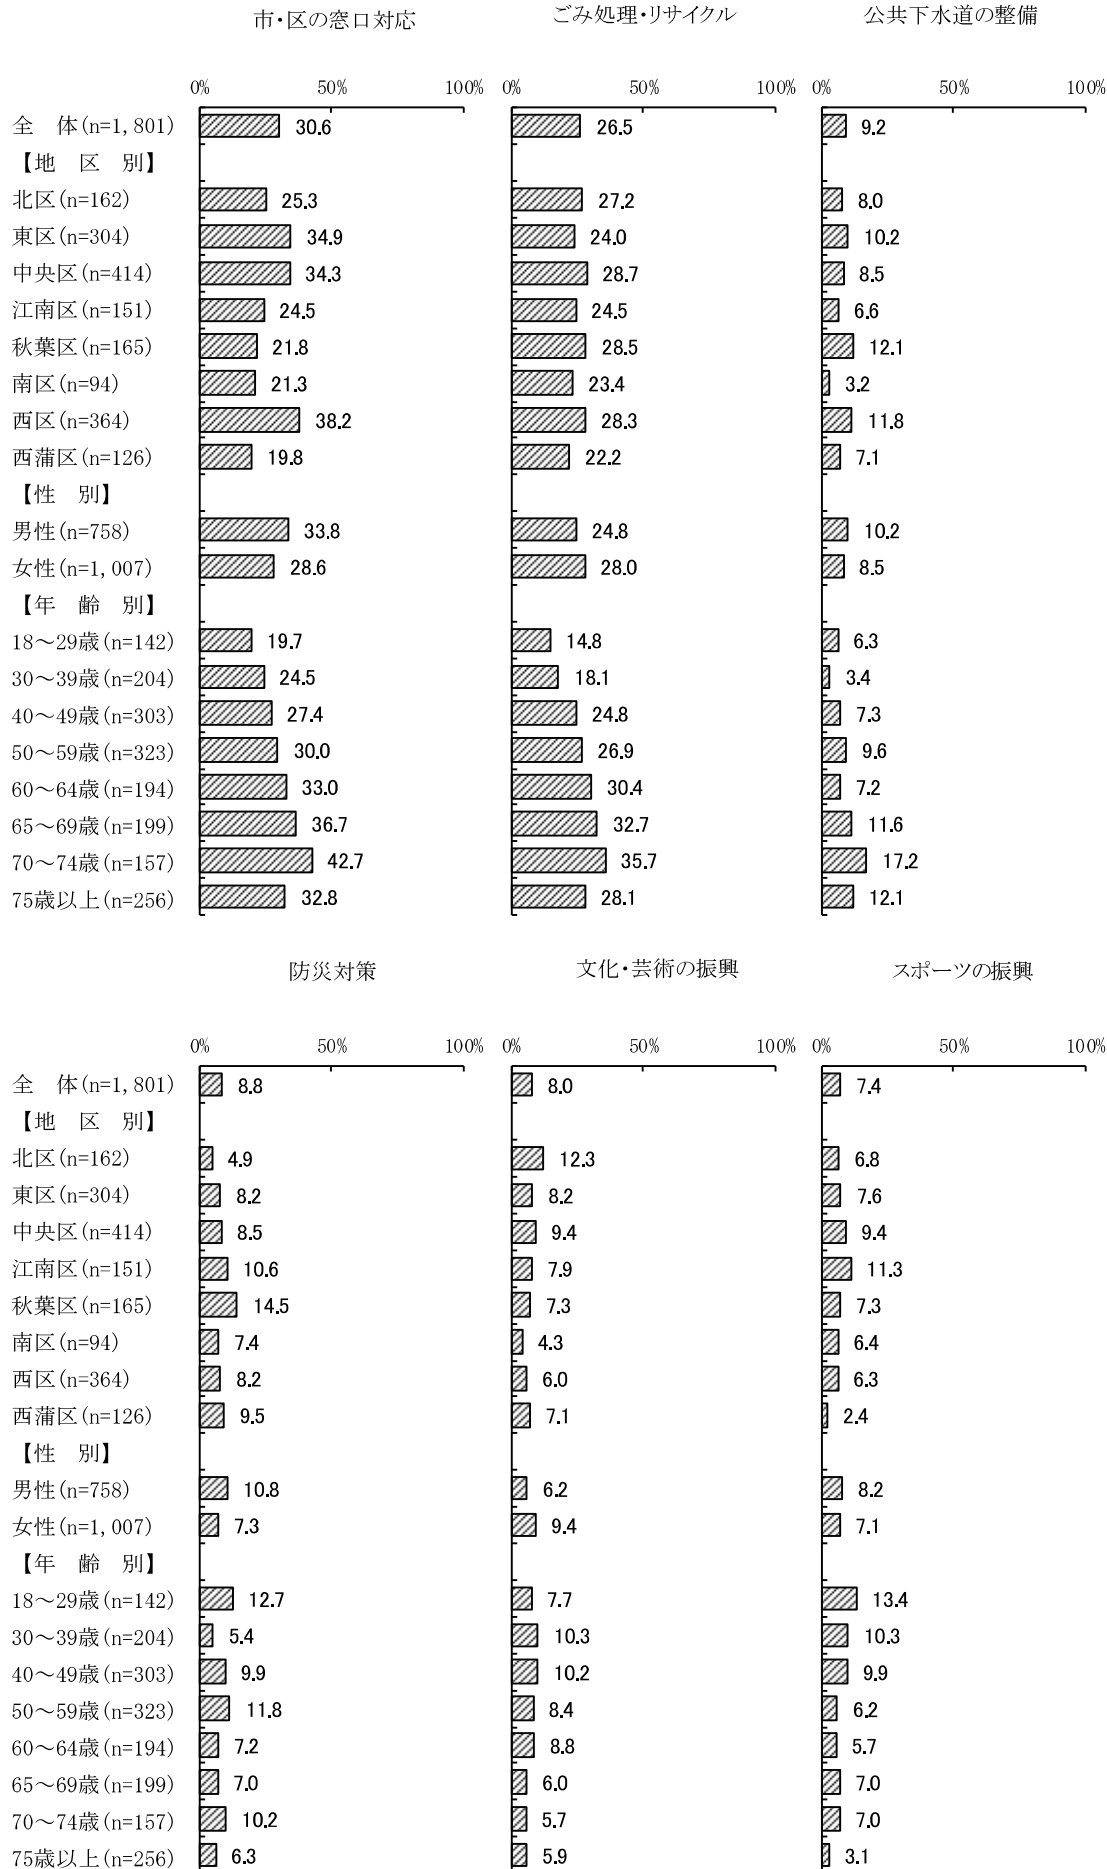 市・区の窓口対応 ごみ処理・リサイクル 公共下水道の整備
0% 50% 100% 0% 50% 100% 0% 50% 100%
全 体(n=1,801) 30.6 26.5 9.2
【地 区 別】
北区(n=162) 25.3 27.2 8.0
東区(n=304) 34.9 24.0 10.2
中央区(n=414) 34.3 28.7 8.5
江南区(n=151) 24.5 24.5 6.6
秋葉区(n=165) 21.8 28.5 12.1
南区(n=94) 21.3 23.4 3.2
西区(n=364) 38.2 28.3 11.8
西蒲区(n=126) 19.8 22.2 7.1
【性 別】
男性(n=758) 33.8 24.8 10.2
女性(n=1,007) 28.6 28.0 8.5
【年 齢 別】
18～29歳(n=142) 19.7 14.8 6.3
30～39歳(n=204) 24.5 18.1 3.4
40～49歳(n=303) 27.4 24.8 7.3
50～59歳(n=323) 30.0 26.9 9.6
60～64歳(n=194) 33.0 30.4 7.2
65～69歳(n=199) 36.7 32.7 11.6
70～74歳(n=157) 42.7 35.7 17.2
75歳以上(n=256) 32.8 28.1 12.1
防災対策 文化・芸術の振興 スポーツの振興
0% 50% 100% 0% 50% 100% 0% 50% 100%
全 体(n=1,801) 8.8 8.0 7.4
【地 区 別】
北区(n=162) 4.9 12.3 6.8
東区(n=304) 8.2 8.2 7.6
中央区(n=414) 8.5 9.4 9.4
江南区(n=151) 10.6 7.9 11.3
秋葉区(n=165) 14.5 7.3 7.3
南区(n=94) 7.4 4.3 6.4
西区(n=364) 8.2 6.0 6.3
西蒲区(n=126) 9.5 7.1 2.4
【性 別】
男性(n=758) 10.8 6.2 8.2
女性(n=1,007) 7.3 9.4 7.1
【年 齢 別】
18～29歳(n=142) 12.7 7.7 13.4
30～39歳(n=204) 5.4 10.3 10.3
40～49歳(n=303) 9.9 10.2 9.9
50～59歳(n=323) 11.8 8.4 6.2
60～64歳(n=194) 7.2 8.8 5.7
65～69歳(n=199) 7.0 6.0 7.0
70～74歳(n=157) 10.2 5.7 7.0
75歳以上(n=256) 6.3 5.9 3.1